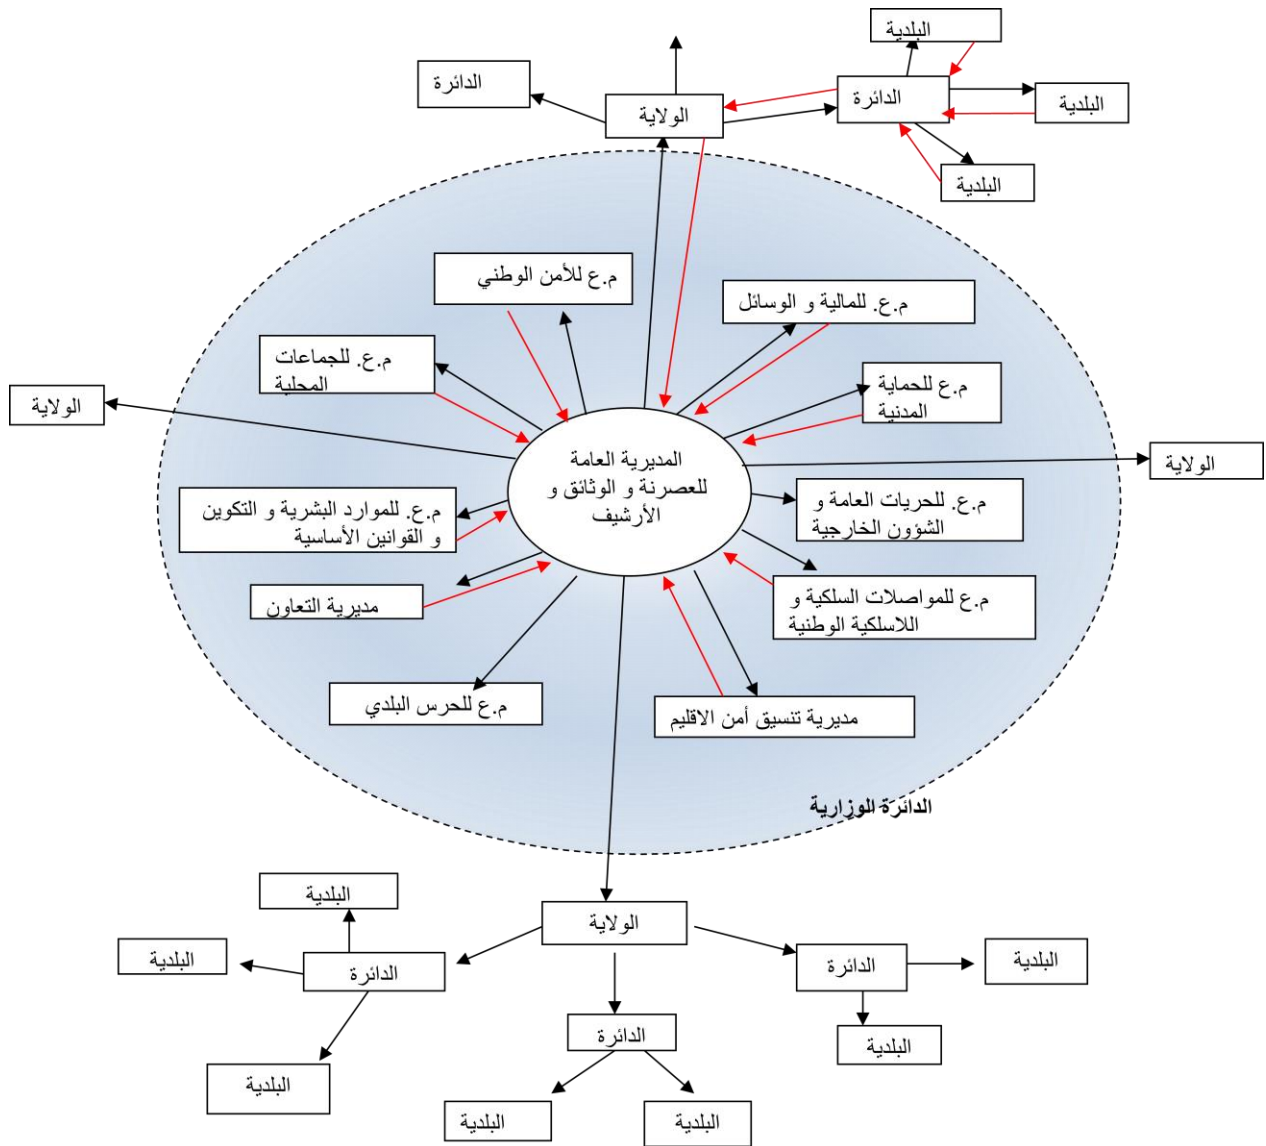 البلدية
الدائرة
الدائرة
البلدية
الولاية
البلدية
م.ع للأمن الوطني
م.ع. للمالية و الوسائل
م.ع. للجماعات
المحلية
م.ع للحماية
المدنية
الولاية
الولاية
المديرية العامة
للعصرنة و الوثائق و
الأرشيف
م.ع. للموارد البشرية و التكوين
و القوانين الأساسية
م.ع. للحريات العامة و
الشؤون الخارجية
مديرية التعاون
م.ع للمواصلات السلكية و
اللاسلكية الوطنية
م.ع للحرس البلدي
مديرية تنسيق أمن الاقليم
الدائرة الوزارية
البلدية
الولاية
البلدية
الدائرة
الدائرة
البلدية
الدائرة
البلدية
البلدية
البلدية
البلدية